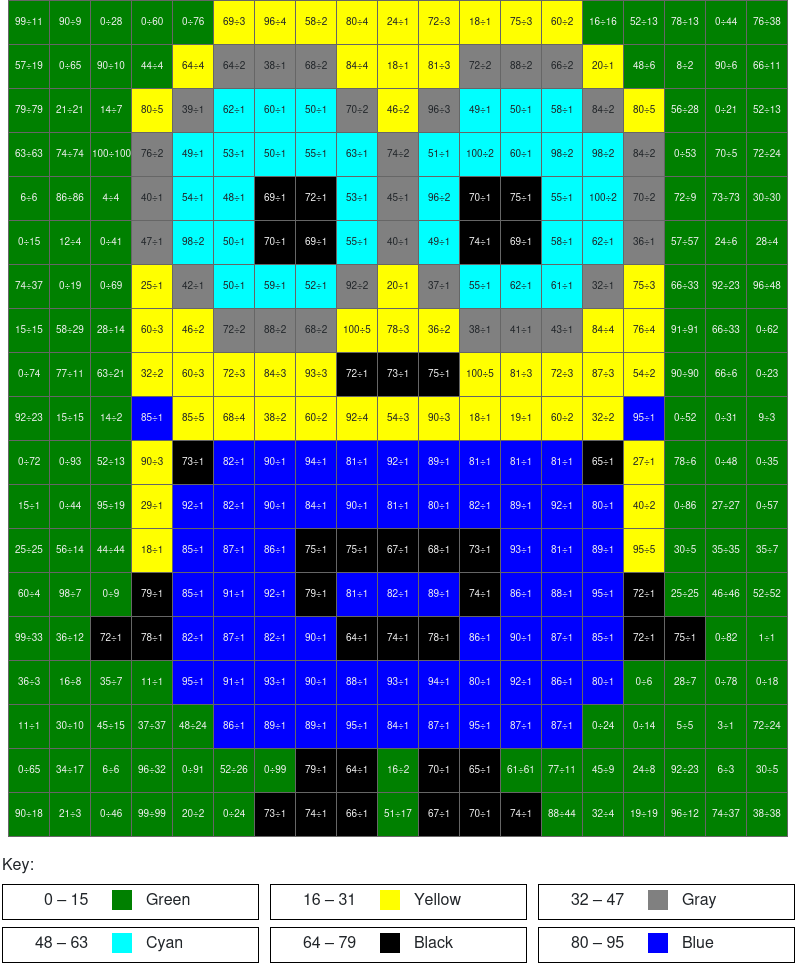 99÷11 90÷9 0÷28 0÷60 0÷76 69÷3 96÷4 58÷2 80÷4 24÷1 72÷3 18÷1 75÷3 60÷2 16÷16 52÷13 78÷13 0÷44 76÷38
57÷19 0÷65 90÷10 44÷4 64÷4 64÷2 38÷1 68÷2 84÷4 18÷1 81÷3 72÷2 88÷2 66÷2 20÷1 48÷6 8÷2 90÷6 66÷11
79÷79 21÷21 14÷7 80÷5 39÷1 62÷1 60÷1 50÷1 70÷2 46÷2 96÷3 49÷1 50÷1 58÷1 84÷2 80÷5 56÷28 0÷21 52÷13
63÷63 74÷74 100÷100 76÷2 49÷1 53÷1 50÷1 55÷1 63÷1 74÷2 51÷1 100÷2 60÷1 98÷2 98÷2 84÷2 0÷53 70÷5 72÷24
6÷6 86÷86 4÷4 40÷1 54÷1 48÷1 69÷1 72÷1 53÷1 45÷1 96÷2 70÷1 75÷1 55÷1 100÷2 70÷2 72÷9 73÷73 30÷30
0÷15 12÷4 0÷41 47÷1 98÷2 50÷1 70÷1 69÷1 55÷1 40÷1 49÷1 74÷1 69÷1 58÷1 62÷1 36÷1 57÷57 24÷6 28÷4
74÷37 0÷19 0÷69 25÷1 42÷1 50÷1 59÷1 52÷1 92÷2 20÷1 37÷1 55÷1 62÷1 61÷1 32÷1 75÷3 66÷33 92÷23 96÷48
15÷15 58÷29 28÷14 60÷3 46÷2 72÷2 88÷2 68÷2 100÷5 78÷3 36÷2 38÷1 41÷1 43÷1 84÷4 76÷4 91÷91 66÷33 0÷62
0÷74 77÷11 63÷21 32÷2 60÷3 72÷3 84÷3 93÷3 72÷1 73÷1 75÷1 100÷5 81÷3 72÷3 87÷3 54÷2 90÷90 66÷6 0÷23
92÷23 15÷15 14÷2 85÷1 85÷5 68÷4 38÷2 60÷2 92÷4 54÷3 90÷3 18÷1 19÷1 60÷2 32÷2 95÷1 0÷52 0÷31 9÷3
0÷72 0÷93 52÷13 90÷3 73÷1 82÷1 90÷1 94÷1 81÷1 92÷1 89÷1 81÷1 81÷1 81÷1 65÷1 27÷1 78÷6 0÷48 0÷35
15÷1 0÷44 95÷19 29÷1 92÷1 82÷1 90÷1 84÷1 90÷1 81÷1 80÷1 82÷1 89÷1 92÷1 80÷1 40÷2 0÷86 27÷27 0÷57
25÷25 56÷14 44÷44 18÷1 85÷1 87÷1 86÷1 75÷1 75÷1 67÷1 68÷1 73÷1 93÷1 81÷1 89÷1 95÷5 30÷5 35÷35 35÷7
60÷4 98÷7 0÷9 79÷1 85÷1 91÷1 92÷1 79÷1 81÷1 82÷1 89÷1 74÷1 86÷1 88÷1 95÷1 72÷1 25÷25 46÷46 52÷52
99÷33 36÷12 72÷1 78÷1 82÷1 87÷1 82÷1 90÷1 64÷1 74÷1 78÷1 86÷1 90÷1 87÷1 85÷1 72÷1 75÷1 0÷82 1÷1
36÷3 16÷8 35÷7 11÷1 95÷1 91÷1 93÷1 90÷1 88÷1 93÷1 94÷1 80÷1 92÷1 86÷1 80÷1 0÷6 28÷7 0÷78 0÷18
11÷1 30÷10 45÷15 37÷37 48÷24 86÷1 89÷1 89÷1 95÷1 84÷1 87÷1 95÷1 87÷1 87÷1 0÷24 0÷14 5÷5 3÷1 72÷24
0÷65 34÷17 6÷6 96÷32 0÷91 52÷26 0÷99 79÷1 64÷1 16÷2 70÷1 65÷1 61÷61 77÷11 45÷9 24÷8 92÷23 6÷3 30÷5
90÷18 21÷3 0÷46 99÷99 20÷2 0÷24 73÷1 74÷1 66÷1 51÷17 67÷1 70÷1 74÷1 88÷44 32÷4 19÷19 96÷12 74÷37 38÷38
Key:
0 – 15 Green 16 – 31 Yellow 32 – 47 Gray
48 – 63 Cyan 64 – 79 Black 80 – 95 Blue